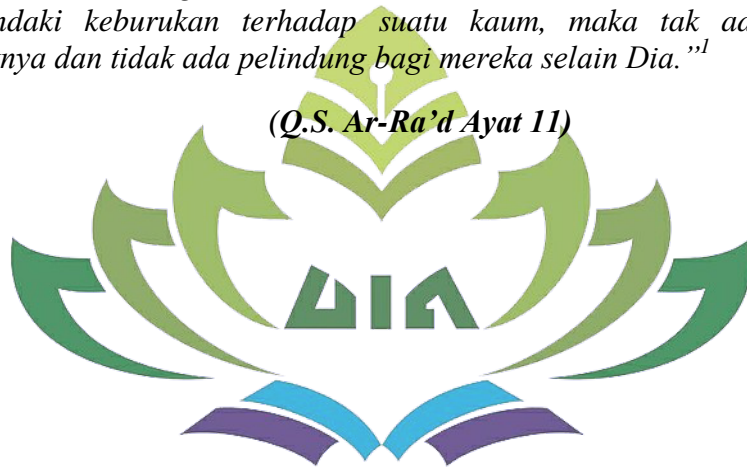 ndaki keburukan terhadap suatu kaum, maka tak ad
nya dan tidak ada pelindung bagi mereka selain Dia.”1
(Q.S. Ar-Ra’d Ayat 11)
UIN